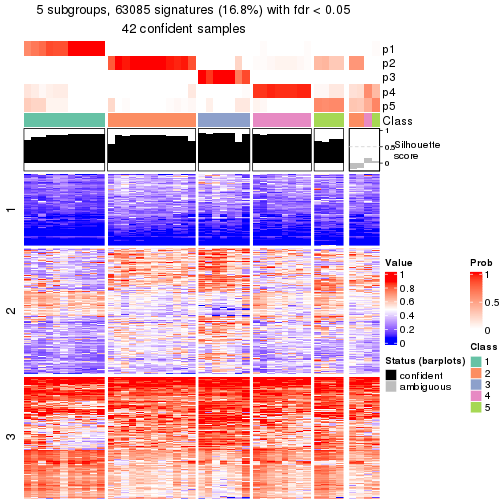 5 subgroups, 63085 signatures (16.8%) with fdr < 0.05
42 confident samples
p1
p2
p3
p4
p5
Class
1
0.5
0
Silhouette
score
1
2
3
Value
1
0.8
0.6
0.4
0.2
0
Status (barplots)
confident
ambiguous
Prob
1
0.5
0
Class
1
2
3
4
5